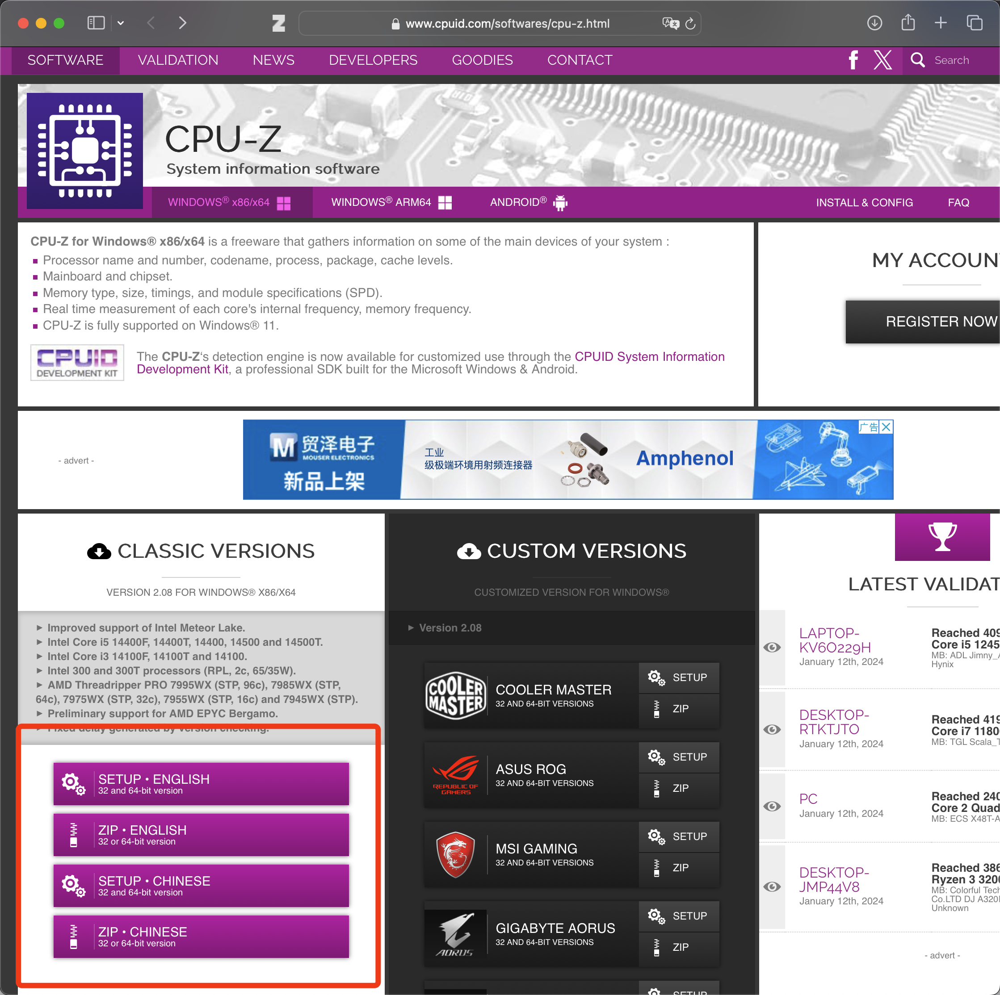 www.cpuid.com/softwares/cpu-z.html
SOFTWARE
VALIDATION
NEWS
DEVELOPERS
GOODIES
CONTACT
Search
CPU-Z
System information software
WINDOWS® x86/x64
WINDOWS® ARM64
ANDROID®
INSTALL & CONFIG
FAQ
CPU-Z for Windows® x86/x64 is a freeware that gathers information on some of the main devices of your system :
Processor name and number, codename, process, package, cache levels.
Mainboard and chipset.
Memory type, size, timings, and module specifications (SPD).
Real time measurement of each core's internal frequency, memory frequency.
CPU-Z is fully supported on Windows® 11.
CPUID
DEVELOPMENT KIT
The CPU-Z's detection engine is now available for customized use through the CPUID System Information
Development Kit, a professional SDK built for the Microsoft Windows & Android.
MY ACCOUN
REGISTER NOW
- advert -
M 贸泽电子
MOUSER ELECTRONICS
新品上架
工业
级极端环境用射频连接器
Amphenol
广告
CLASSIC VERSIONS
VERSION 2.08 FOR WINDOWS® X86/X64
► Improved support of Intel Meteor Lake.
► Intel Core i5 14400F, 14400T, 14400, 14500 and 14500T.
► Intel Core i3 14100F, 14100T and 14100.
► Intel 300 and 300T processors (RPL, 2c, 65/35W).
► AMD Threadripper PRO 7995WX (STP, 96c), 7985WX (STP,
64c), 7975WX (STP, 32c), 7955WX (STP, 16c) and 7945WX (STP).
► Preliminary support for AMD EPYC Bergamo.
► Fixed delay generated by version checking.
SETUP • ENGLISH
32 and 64-bit version
ZIP • ENGLISH
32 or 64-bit version
SETUP • CHINESE
32 and 64-bit version
ZIP • CHINESE
32 or 64-bit version
CUSTOM VERSIONS
CUSTOMIZED VERSION FOR WINDOWS®
► Version 2.08
COOLER
MASTER
COOLER MASTER
32 AND 64-BIT VERSIONS
SETUP
ZIP
REPUBLIC OF
GAMERS
ASUS ROG
32 AND 64-BIT VERSIONS
SETUP
ZIP
MSI GAMING
32 AND 64-BIT VERSIONS
SETUP
ZIP
AORUS
GIGABYTE AORUS
32 AND 64-BIT VERSIONS
SETUP
ZIP
SETUP
LATEST VALIDAT
LAPTOP-
KV6O229H
January 12th, 2024
Reached 409
Core i5 1245
MB: ADL Jimny_A
Hynix
DESKTOP-
RTKTJTO
January 12th, 2024
Reached 419
Core i7 1180
MB: TGL Scala_T
PC
January 12th, 2024
Reached 240
Core 2 Quad
MB: ECS X48T-A
DESKTOP-
JMP44V8
January 12th, 2024
Reached 386
Ryzen 3 3200
MB: Colorful Tech
Co.LTD DJ A320I
Unknown
- advert -